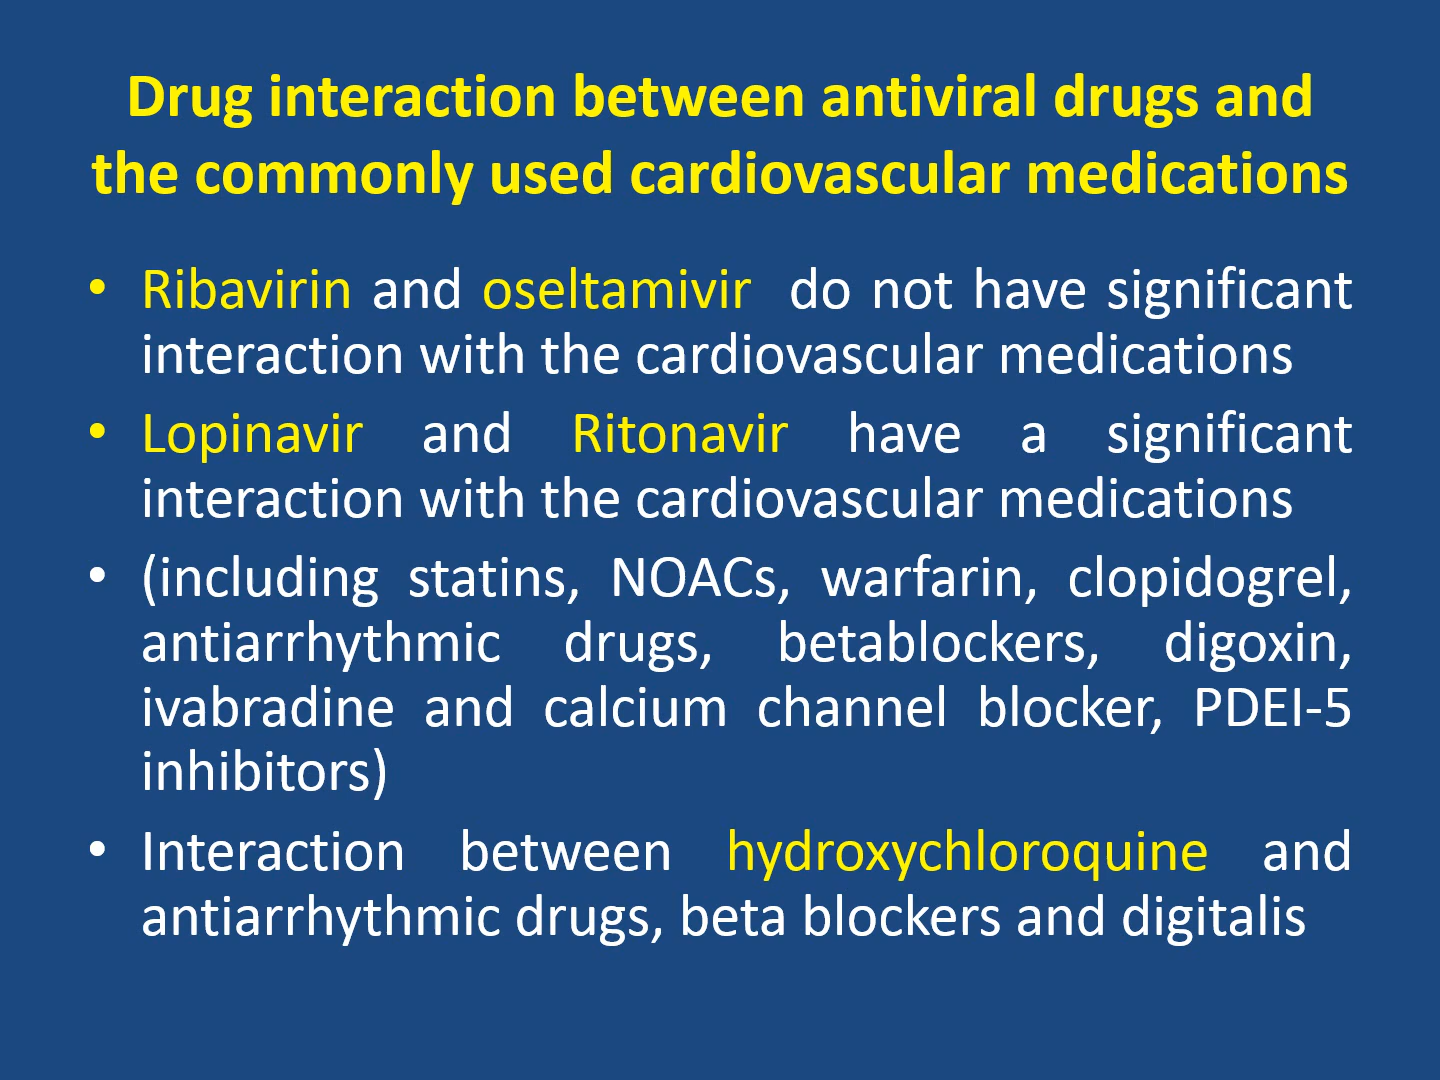 Drug interaction between antiviral drugs and
the commonly used cardiovascular medications
• Ribavirin and oseltamivir do not have significant
interaction with the cardiovascular medications
• Lopinavir and Ritonavir have a significant
interaction with the cardiovascular medications
• (including statins, NOACs, warfarin, clopidogrel,
antiarrhythmic drugs, betablockers, digoxin,
ivabradine and calcium channel blocker, PDEI-5
inhibitors)
• Interaction between hydroxychloroquine and
antiarrhythmic drugs, beta blockers and digitalis